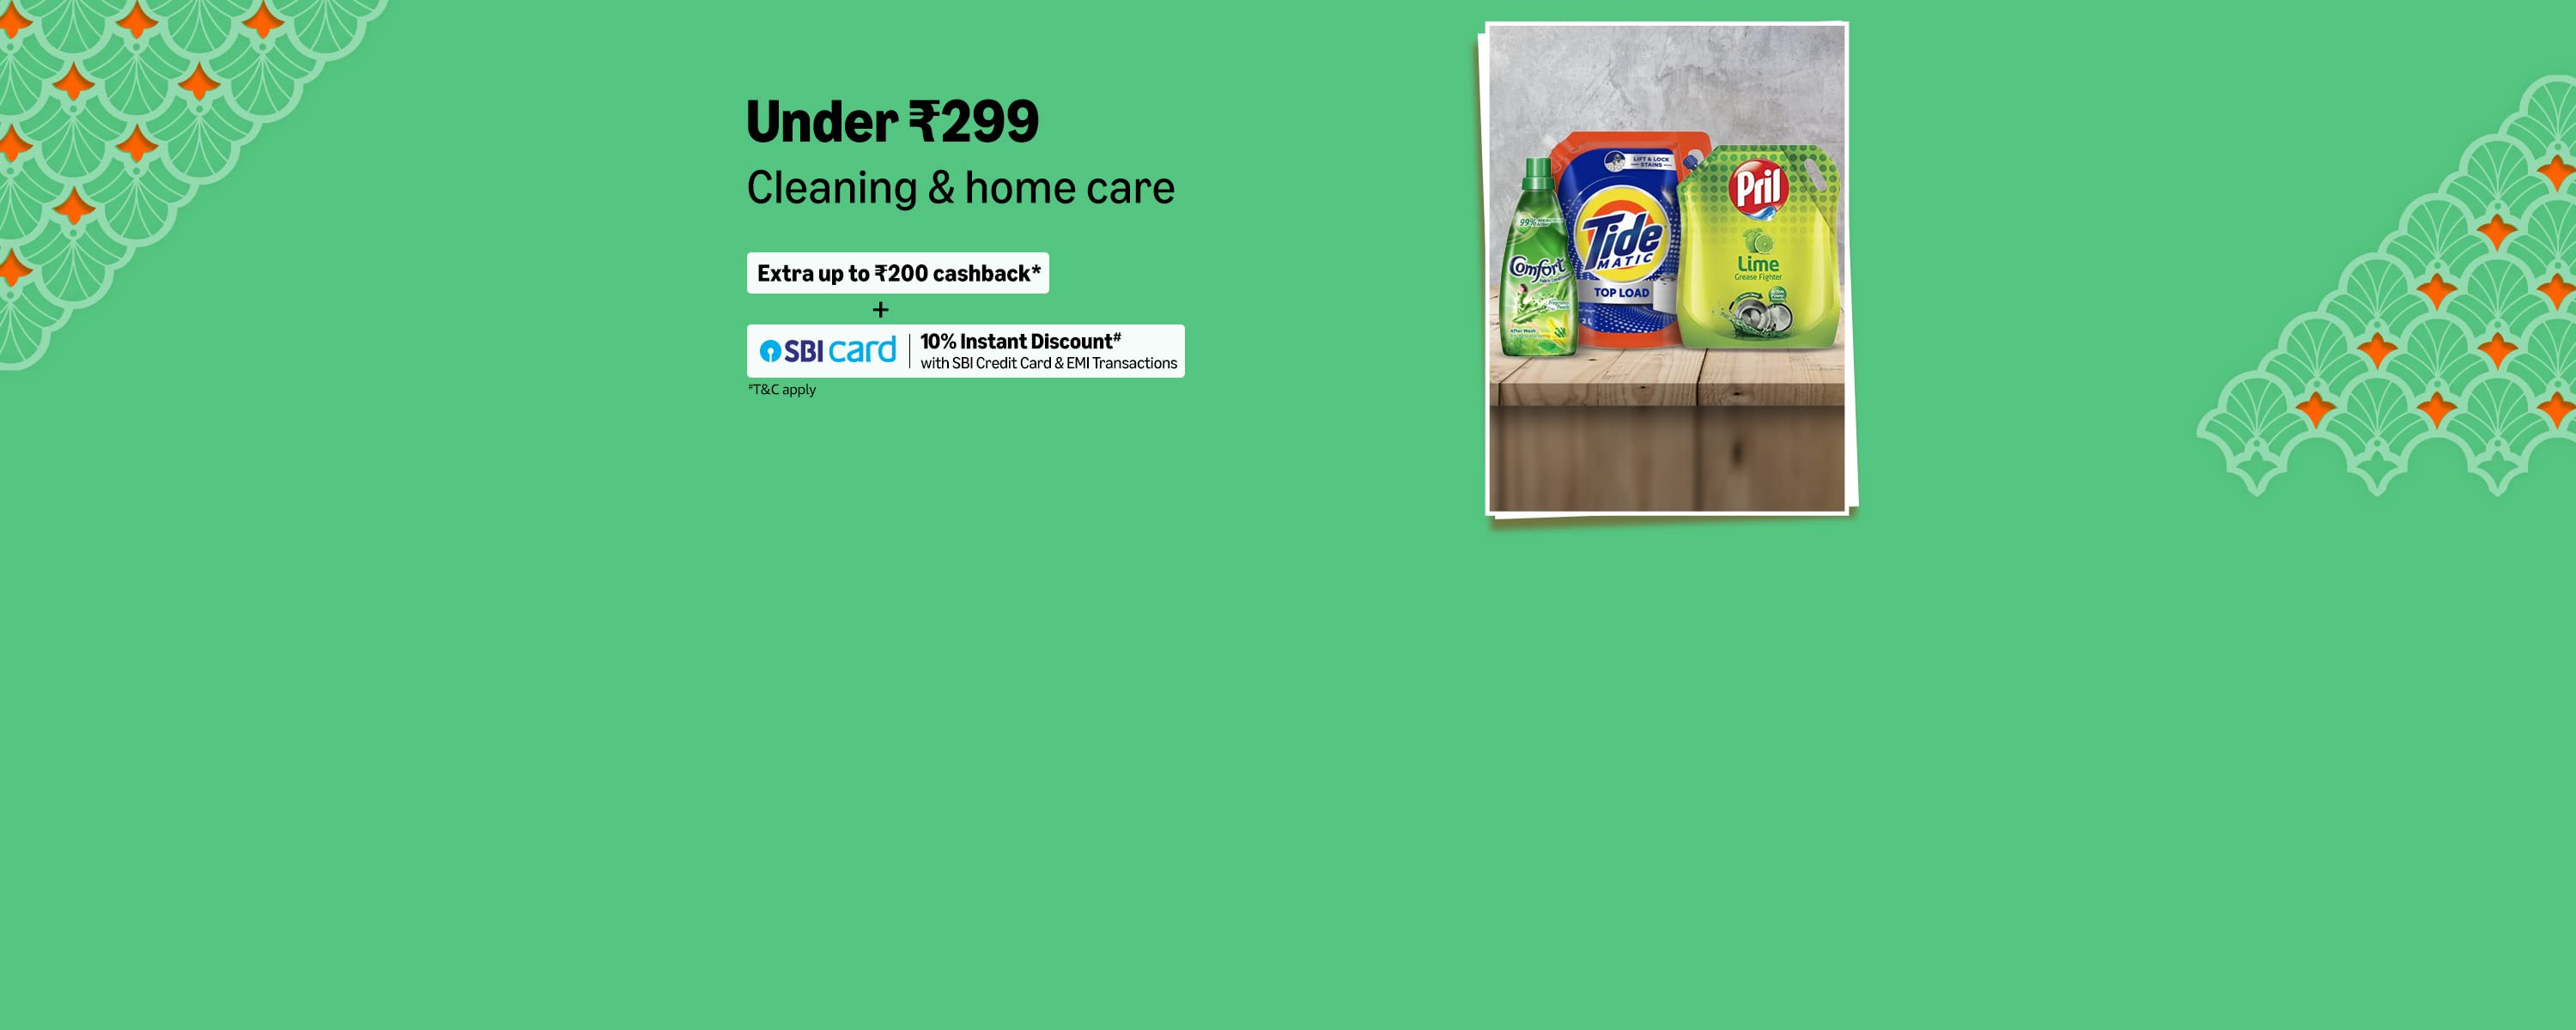 Under ₹299
Cleaning & home care
Extra up to ₹200 cashback*
+
SBI card
10% Instant Discount#
with SBI Credit Card & EMI Transactions
#T&C apply
LIFT & LOCK
STAINS
99%
Comfort
After Wash
Tide
MATIC
TOP LOAD
2L
Pril
Lime
Grease Fighter